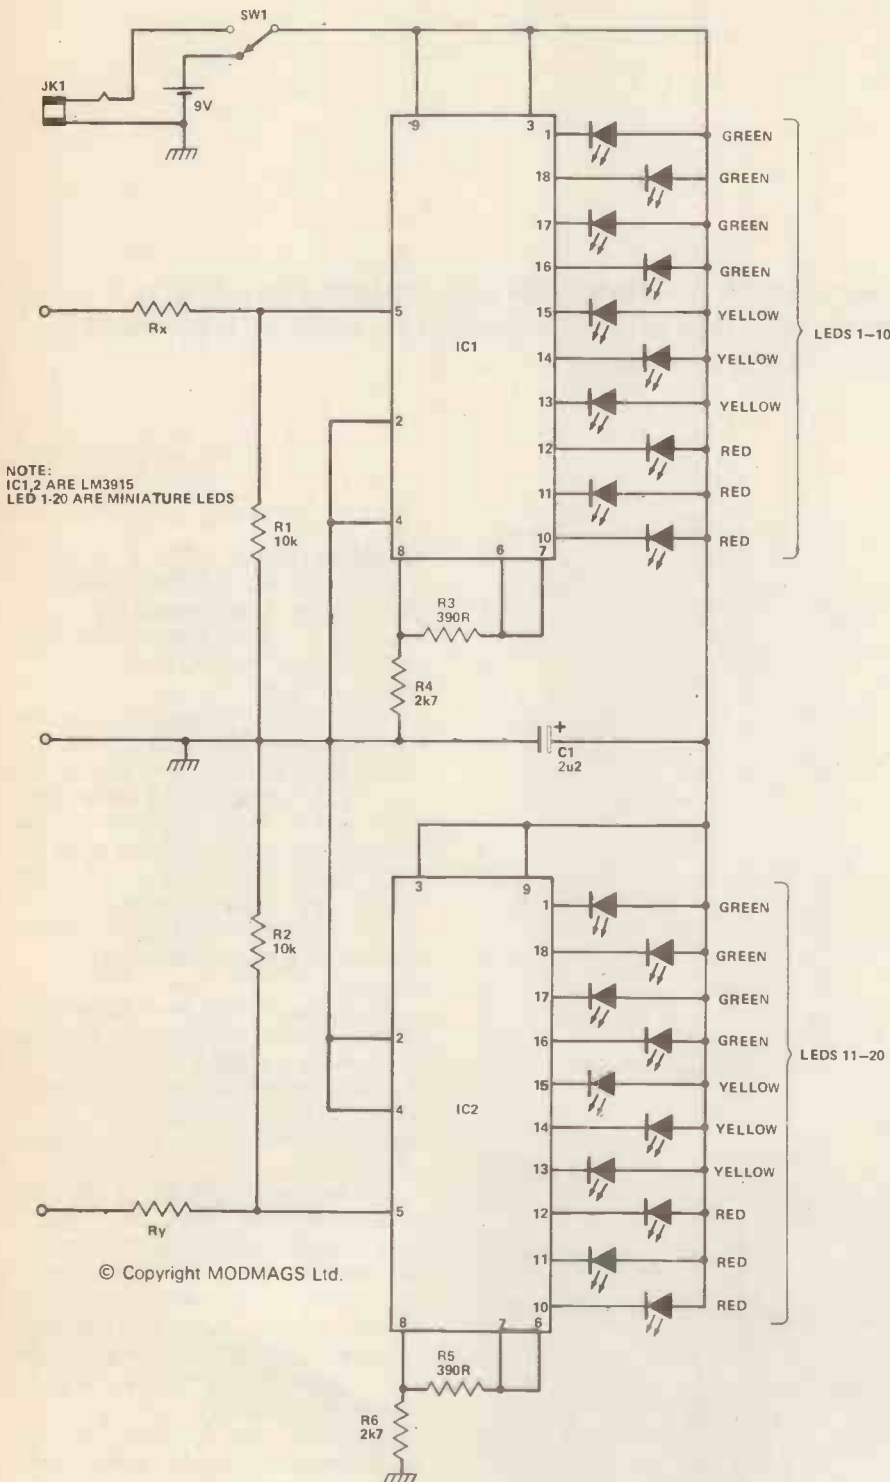 SW1
JK1
9V
9
3
1
GREEN
18
GREEN
17
GREEN
16
GREEN
5
15
YELLOW
Rx
IC1
LEDS 1–10
14
YELLOW
2
13
YELLOW
12
RED
NOTE:
IC1,2 ARE LM3915
LED 1-20 ARE MINIATURE LEDS
11
RED
R1
10k
4
10
RED
8
6
7
R3
390R
R4
2k7
+
C1
2u2
3
9
1
GREEN
R2
10k
18
GREEN
17
GREEN
2
16
GREEN
LEDS 11–20
15
YELLOW
4
IC2
14
YELLOW
13
YELLOW
5
12
RED
Ry
11
RED
© Copyright MODMAGS Ltd.
10
RED
8
7
6
R5
390R
R6
2k7